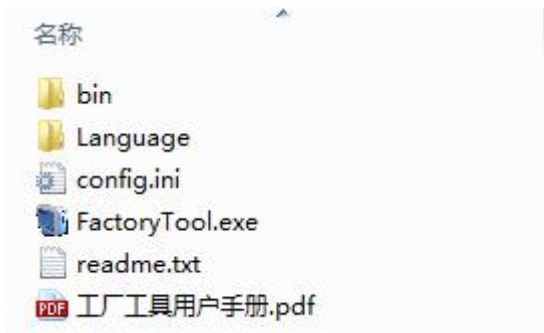 名称
bin
Language
config.ini
FactoryTool.exe
readme.txt
工厂工具用户手册.pdf